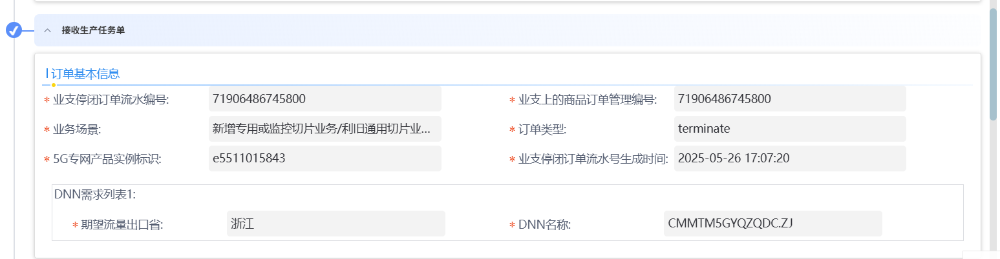 接收生产任务单
订单基本信息
* 业支停闭订单流水编号: 71906486745800 * 业支上的商品订单管理编号: 71906486745800
* 业务场景: 新增专用或监控切片业务/利旧通用切片业... * 订单类型: terminate
* 5G专网产品实例标识: e5511015843 * 业支停闭订单流水号生成时间: 2025-05-26 17:07:20
DNN需求列表1:
* 期望流量出口省: 浙江 * DNN名称: CMMTM5GYQZQDC.ZJ